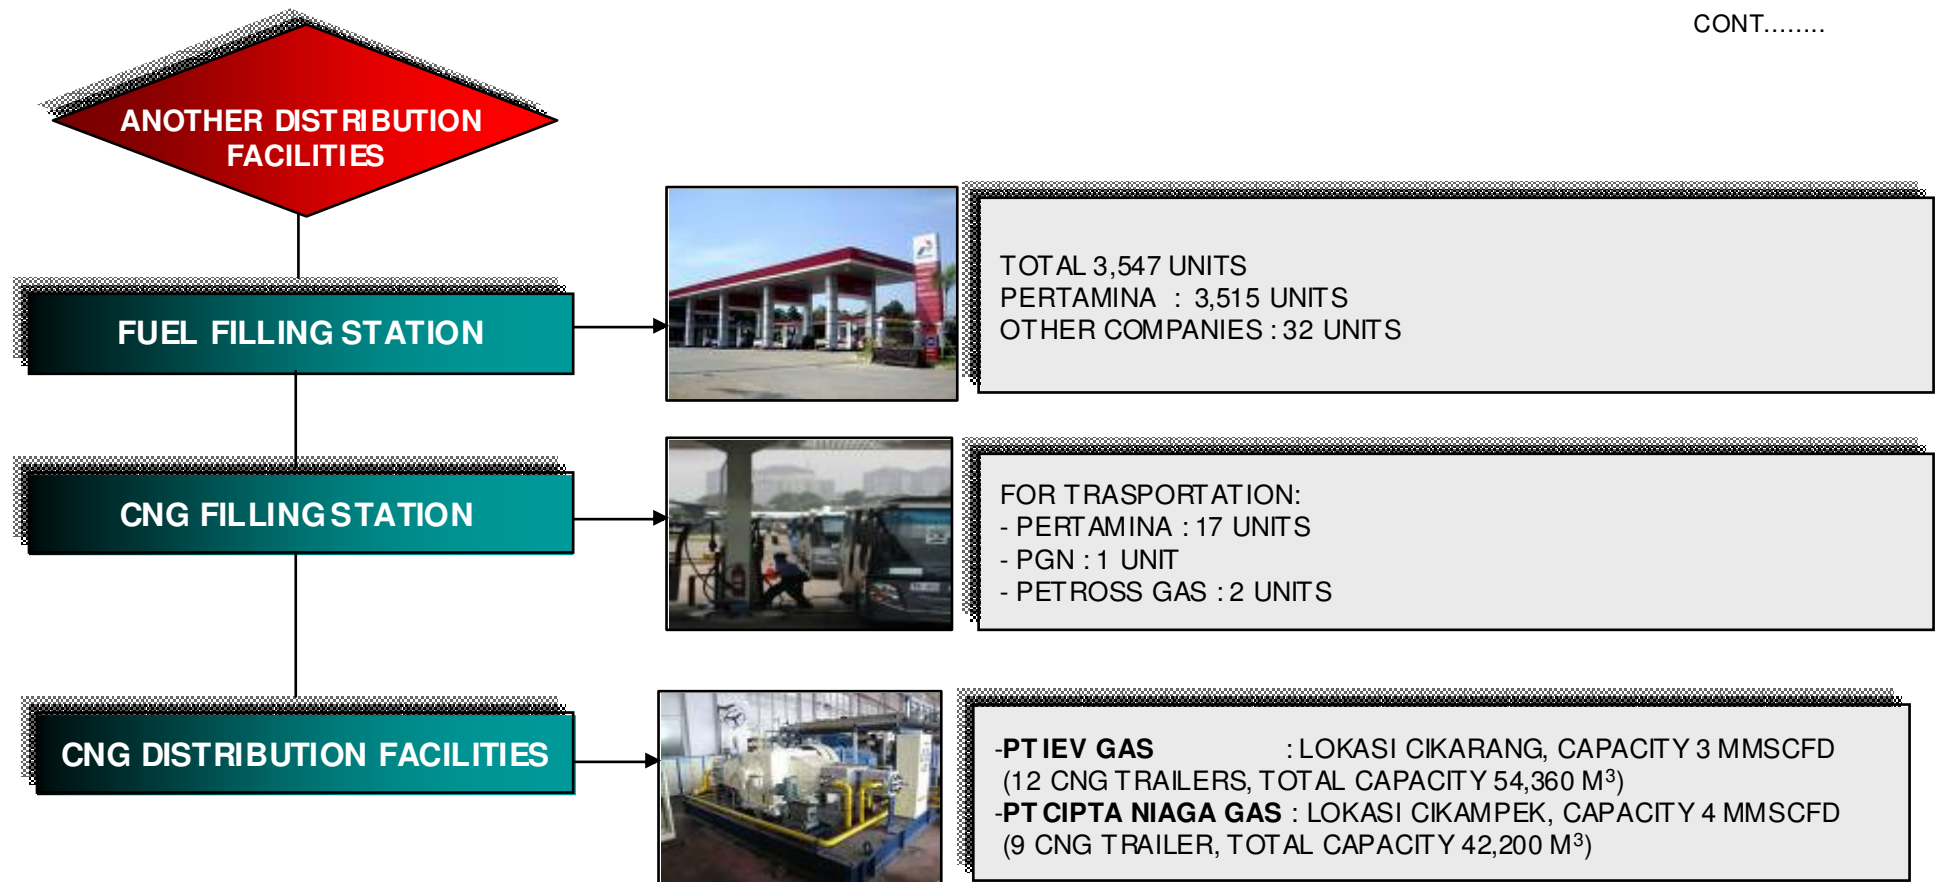 CONT........
ANOTHER DISTRIBUTION
FACILITIES
FUEL FILLING STATION
TOTAL 3,547 UNITS
PERTAMINA : 3,515 UNITS
OTHER COMPANIES : 32 UNITS
CNG FILLING STATION
FOR TRASPORTATION:
- PERTAMINA : 17 UNITS
- PGN : 1 UNIT
- PETROSS GAS : 2 UNITS
CNG DISTRIBUTION FACILITIES
-PT IEV GAS : LOKASI CIKARANG, CAPACITY 3 MMSCFD
(12 CNG TRAILERS, TOTAL CAPACITY 54,360 M³)
-PT CIPTA NIAGA GAS : LOKASI CIKAMPEK, CAPACITY 4 MMSCFD
(9 CNG TRAILER, TOTAL CAPACITY 42,200 M³)